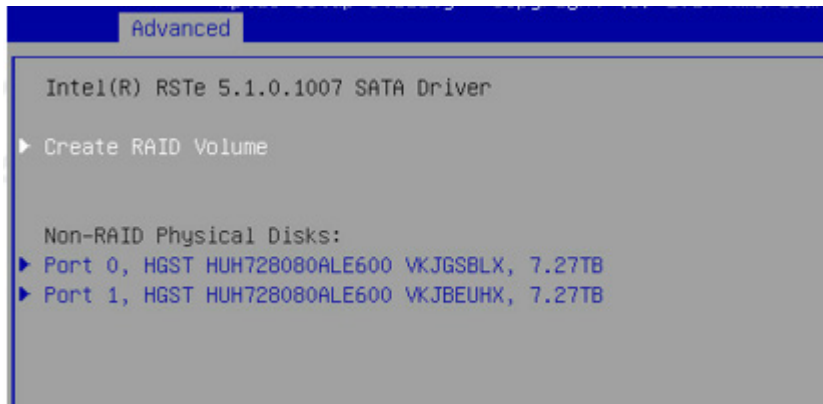 Advanced
Intel(R) RSTe 5.1.0.1007 SATA Driver
Create RAID Volume
Non-RAID Physical Disks:
Port 0, HGST HUH728080ALE600 VKJGSBLX, 7.27TB
Port 1, HGST HUH728080ALE600 VKJBEUHX, 7.27TB